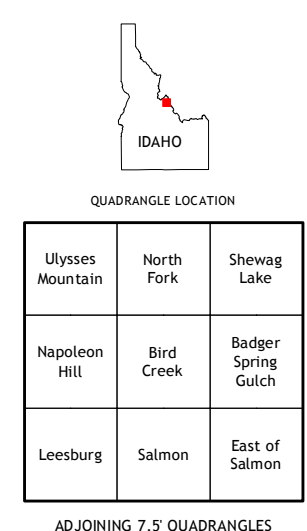 IDAHO
QUADRANGLE LOCATION
Ulysses
Mountain
North
Fork
Shewag
Lake
Napoleon
Hill
Bird
Creek
Badger
Spring
Gulch
Leesburg
Salmon
East of
Salmon
ADJOINING 7.5' QUADRANGLES